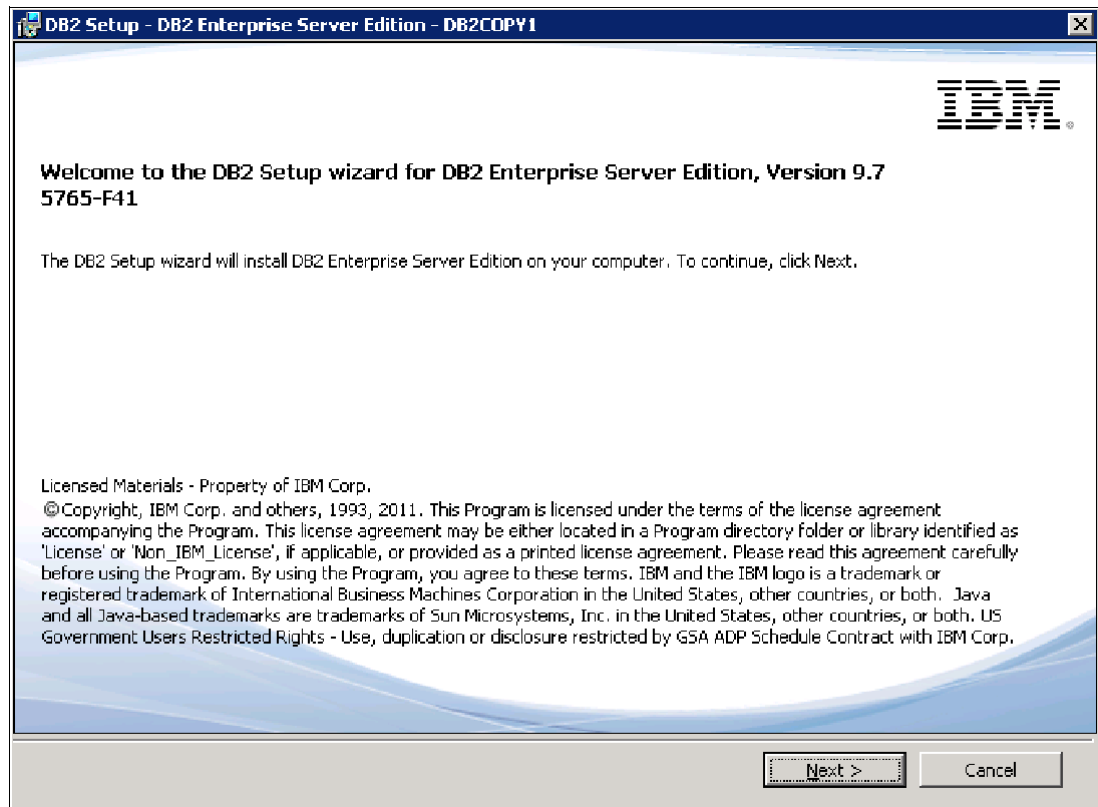 DB2 Setup - DB2 Enterprise Server Edition - DB2COPY1
IBM
Welcome to the DB2 Setup wizard for DB2 Enterprise Server Edition, Version 9.7
5765-F41
The DB2 Setup wizard will install DB2 Enterprise Server Edition on your computer. To continue, click Next.
Licensed Materials - Property of IBM Corp.
©Copyright, IBM Corp. and others, 1993, 2011. This Program is licensed under the terms of the license agreement
accompanying the Program. This license agreement may be either located in a Program directory folder or library identified as
'License' or 'Non_IBM_License', if applicable, or provided as a printed license agreement. Please read this agreement carefully
before using the Program. By using the Program, you agree to these terms. IBM and the IBM logo is a trademark or
registered trademark of International Business Machines Corporation in the United States, other countries, or both. Java
and all Java-based trademarks are trademarks of Sun Microsystems, Inc. in the United States, other countries, or both. US
Government Users Restricted Rights - Use, duplication or disclosure restricted by GSA ADP Schedule Contract with IBM Corp.
Next >
Cancel